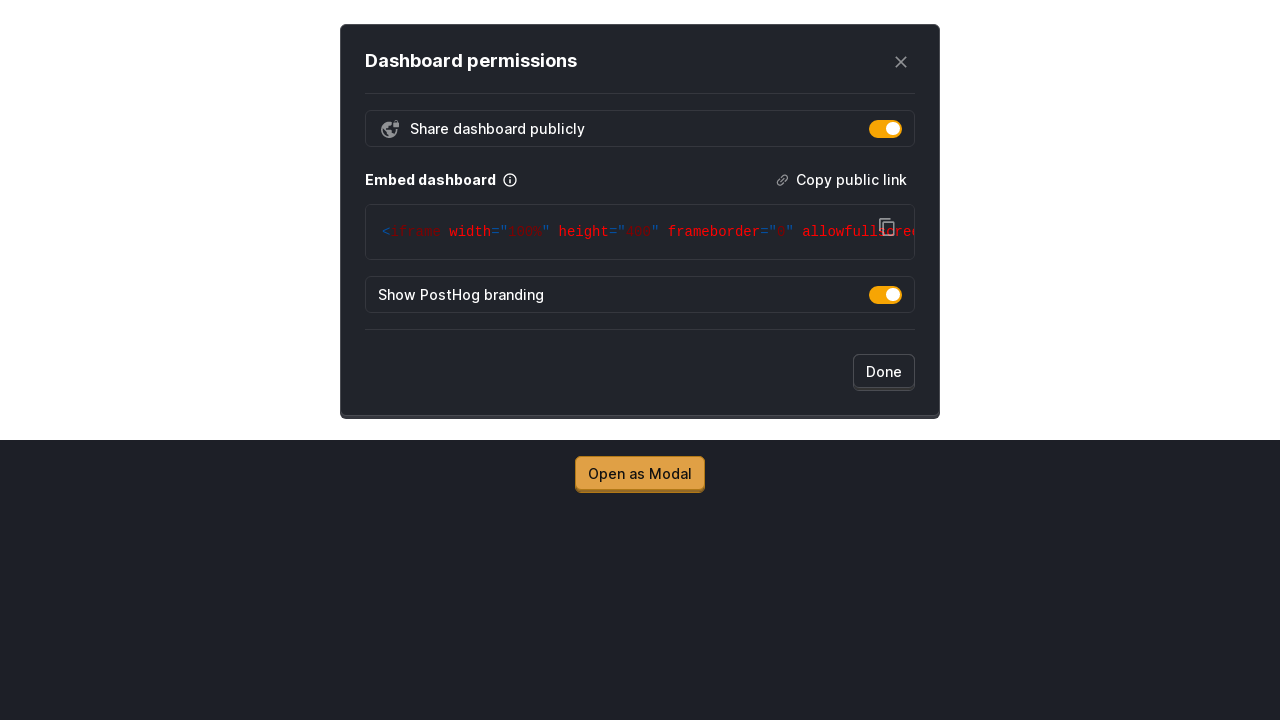 Dashboard permissions
Share dashboard publicly
Embed dashboard
Copy public link
<iframe width="100%" height="400" frameborder="0" allowfullscree
Show PostHog branding
Done
Open as Modal